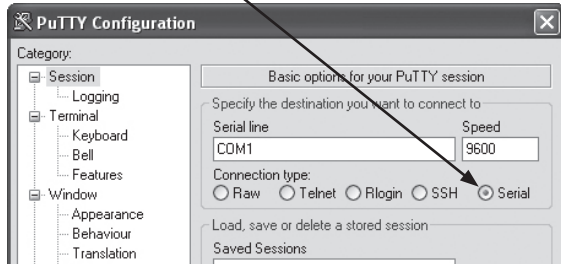 PuTTY Configuration
Category:
Session
Logging
Terminal
Keyboard
Bell
Features
Window
Appearance
Behaviour
Translation
Basic options for your PuTTY session
Specify the destination you want to connect to
Serial line
Speed
COM1
9600
Connection type:
Raw Telnet Rlogin SSH Serial
Load, save or delete a stored session
Saved Sessions